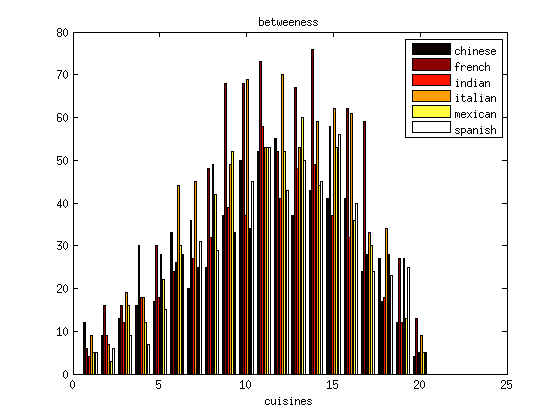 betweeness
80
70
60
50
40
30
20
10
0
0 5 10 15 20 25
cuisines
chinese
french
indian
italian
mexican
spanish